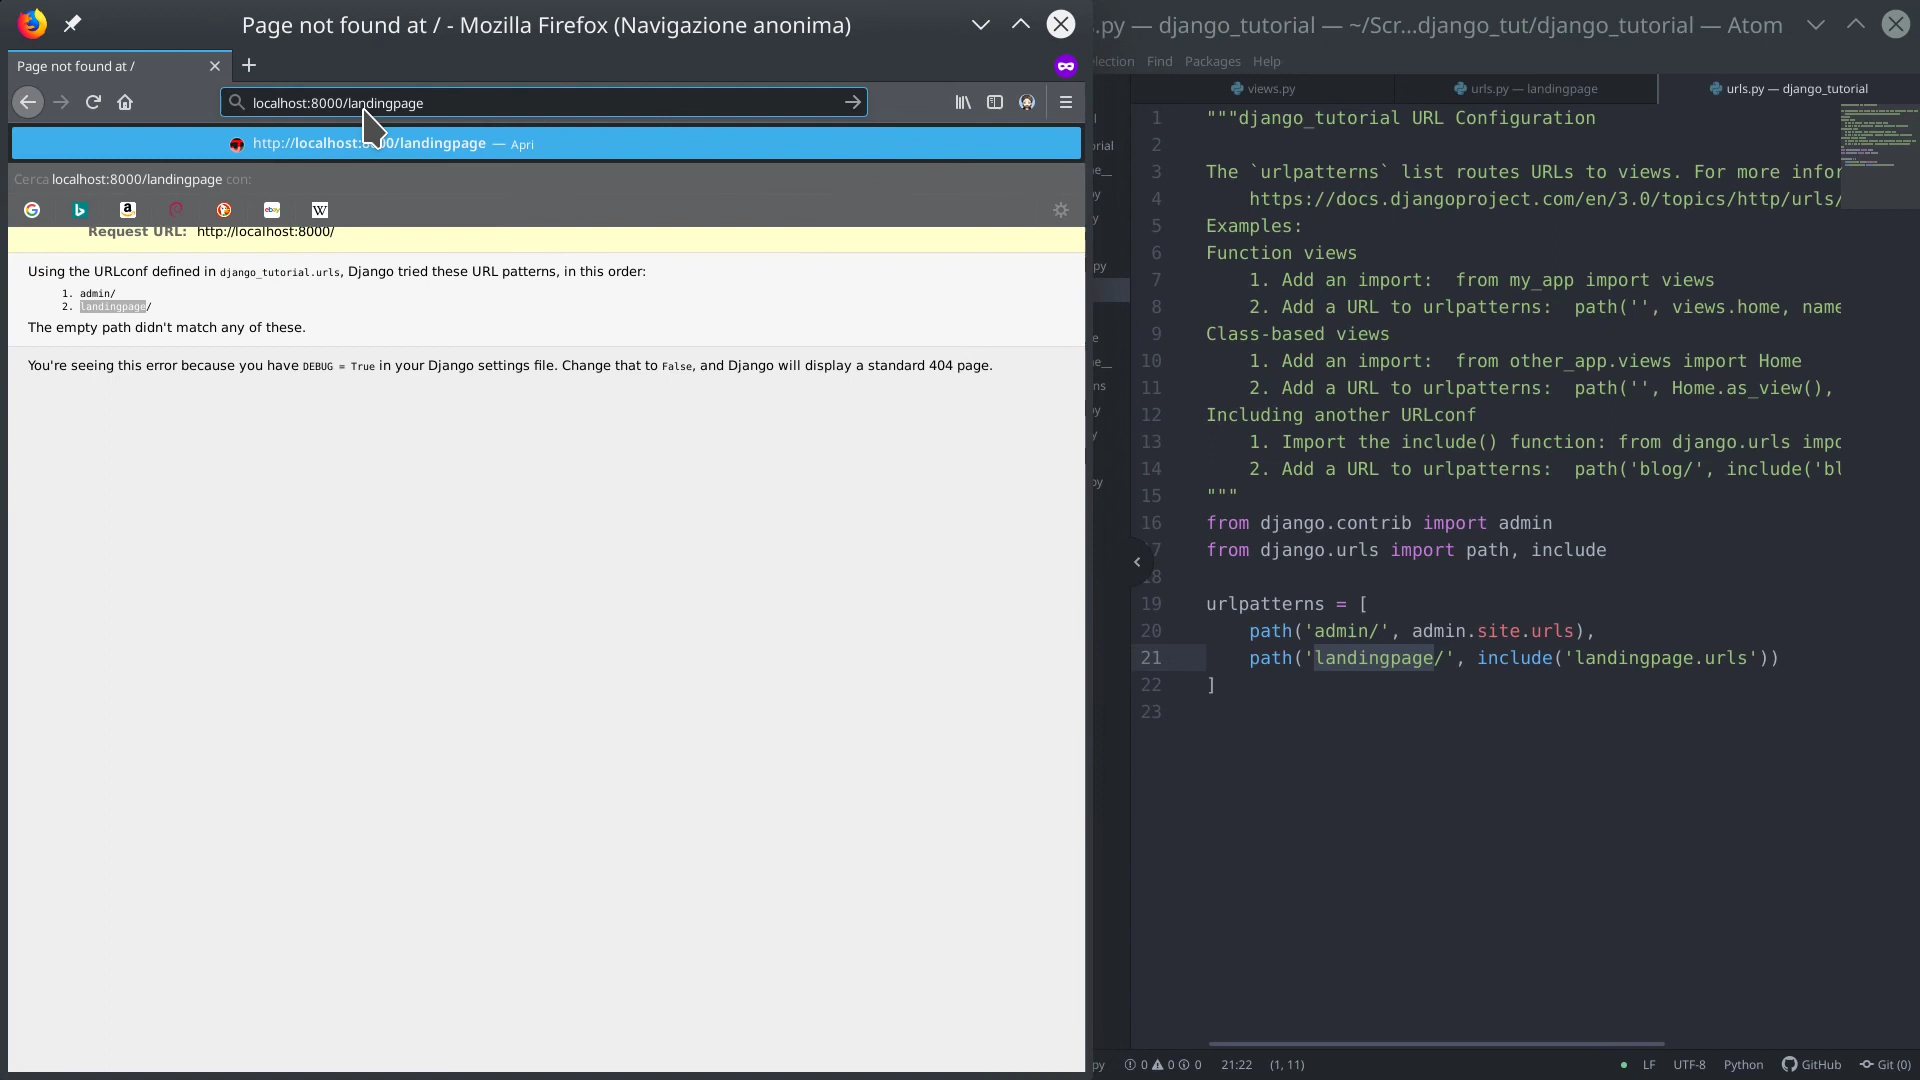 Page not found at / - Mozilla Firefox (Navigazione anonima)
Page not found at /
localhost:8000/landingpage
http://localhost:8000/landingpage — Apri
Cerca localhost:8000/landingpage con:
Request URL: http://localhost:8000/
Using the URLconf defined in django_tutorial.urls, Django tried these URL patterns, in this order:
1. admin/
2. landingpage/
The empty path didn't match any of these.
You're seeing this error because you have DEBUG = True in your Django settings file. Change that to False, and Django will display a standard 404 page.
.py — django_tutorial — ~/Scr...django_tut/django_tutorial — Atom
election Find Packages Help
views.py
urls.py — landingpage
urls.py — django_tutorial
1 """django_tutorial URL Configuration
2
3 The `urlpatterns` list routes URLs to views. For more infor
4 https://docs.djangoproject.com/en/3.0/topics/http/urls/
5 Examples:
6 Function views
7 1. Add an import:  from my_app import views
8 2. Add a URL to urlpatterns:  path('', views.home, name
9 Class-based views
10 1. Add an import:  from other_app.views import Home
11 2. Add a URL to urlpatterns:  path('', Home.as_view(),
12 Including another URLconf
13 1. Import the include() function: from django.urls impo
14 2. Add a URL to urlpatterns:  path('blog/', include('bl
15 """
16 from django.contrib import admin
17 from django.urls import path, include
18
19 urlpatterns = [
20 path('admin/', admin.site.urls),
21 path('landingpage/', include('landingpage.urls'))
22 ]
23
py 0 0 0 21:22 (1, 11) LF UTF-8 Python GitHub Git (0)